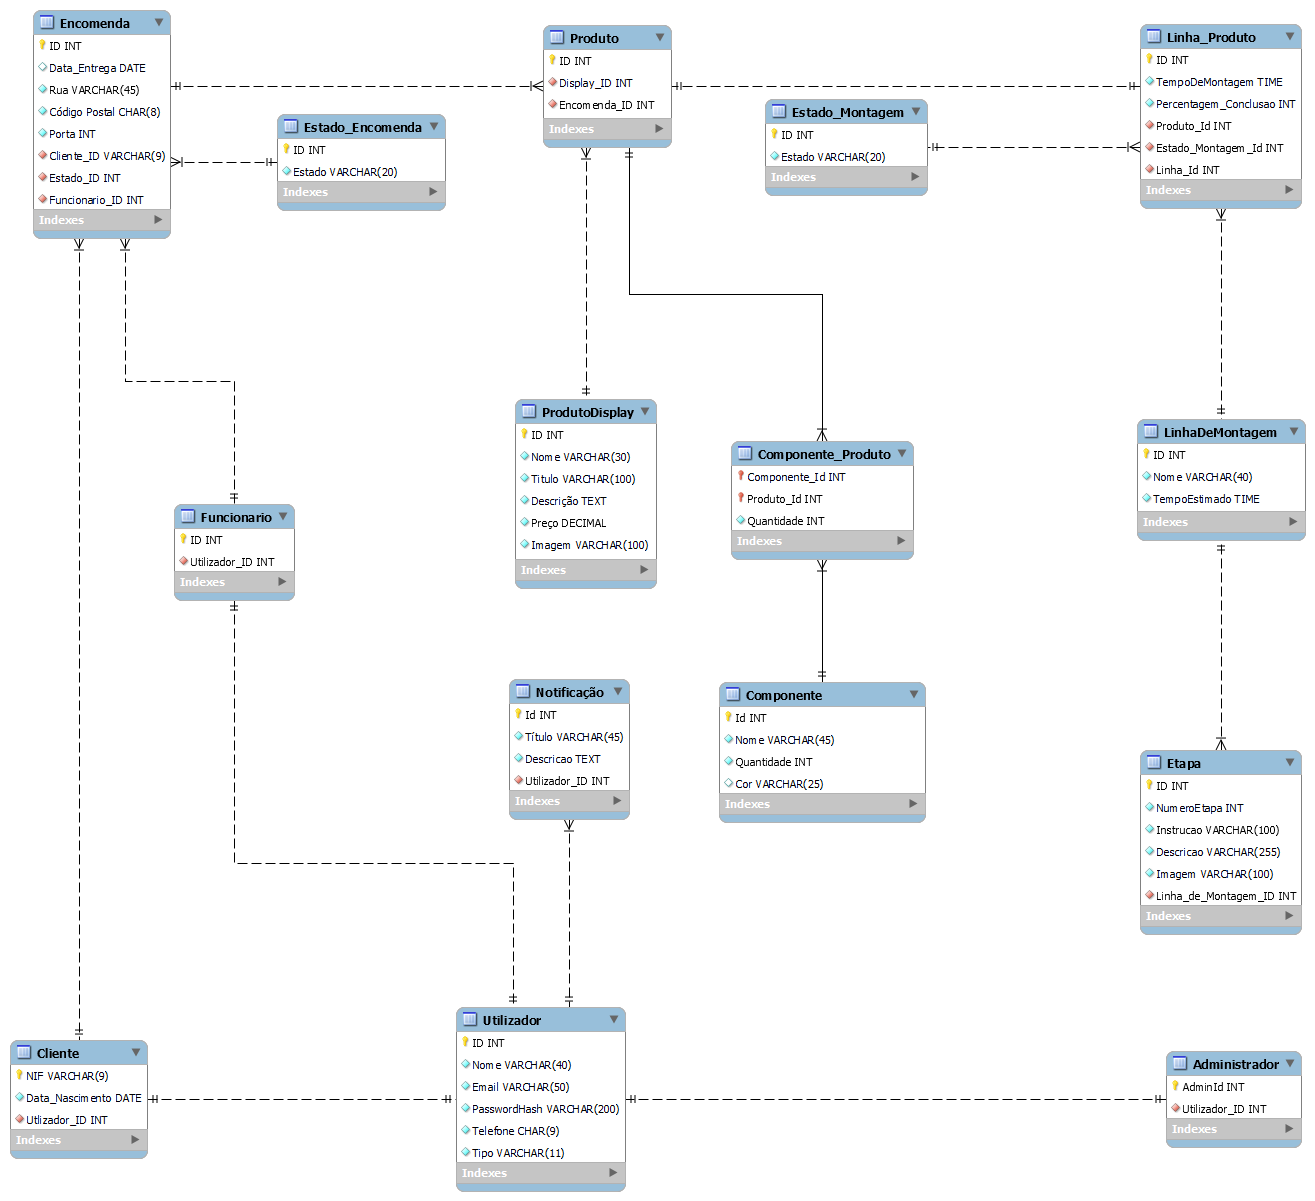 Encomenda
ID INT
Data_Entrega DATE
Rua VARCHAR(45)
Código Postal CHAR(8)
Porta INT
Cliente_ID VARCHAR(9)
Estado_ID INT
Funcionario_ID INT
Indexes
Estado_Encomenda
ID INT
Estado VARCHAR(20)
Indexes
Produto
ID INT
Display_ID INT
Encomenda_ID INT
Indexes
Estado_Montagem
ID INT
Estado VARCHAR(20)
Indexes
Linha_Produto
ID INT
TempoDeMontagem TIME
Percentagem_Conclusao INT
Produto_Id INT
Estado_Montagem_Id INT
Linha_Id INT
Indexes
ProdutoDisplay
ID INT
Nome VARCHAR(30)
Titulo VARCHAR(100)
Descrição TEXT
Preço DECIMAL
Imagem VARCHAR(100)
Indexes
Componente_Produto
Componente_Id INT
Produto_Id INT
Quantidade INT
Indexes
LinhaDeMontagem
ID INT
Nome VARCHAR(40)
TempoEstimado TIME
Indexes
Funcionario
ID INT
Utilizador_ID INT
Indexes
Notificação
Id INT
Título VARCHAR(45)
Descricao TEXT
Utilizador_ID INT
Indexes
Componente
Id INT
Nome VARCHAR(45)
Quantidade INT
Cor VARCHAR(25)
Indexes
Etapa
ID INT
NumeroEtapa INT
Instrucao VARCHAR(100)
Descricao VARCHAR(255)
Imagem VARCHAR(100)
Linha_de_Montagem_ID INT
Indexes
Cliente
NIF VARCHAR(9)
Data_Nascimento DATE
Utlizador_ID INT
Indexes
Utilizador
ID INT
Nome VARCHAR(40)
Email VARCHAR(50)
PasswordHash VARCHAR(200)
Telefone CHAR(9)
Tipo VARCHAR(11)
Indexes
Administrador
AdminId INT
Utilizador_ID INT
Indexes